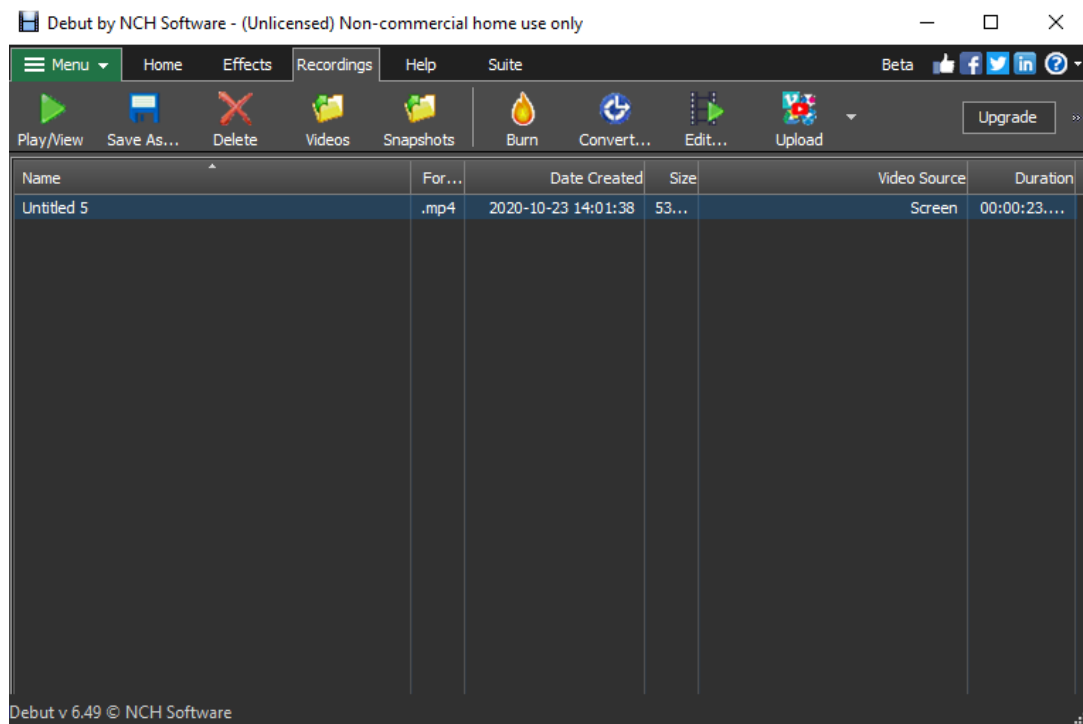 Debut by NCH Software - (Unlicensed) Non-commercial home use only
Menu Home Effects Recordings Help Suite Beta
Play/View Save As... Delete Videos Snapshots Burn Convert... Edit... Upload Upgrade
Name For... Date Created Size Video Source Duration
Untitled 5 .mp4 2020-10-23 14:01:38 53... Screen 00:00:23....
Debut v 6.49 © NCH Software